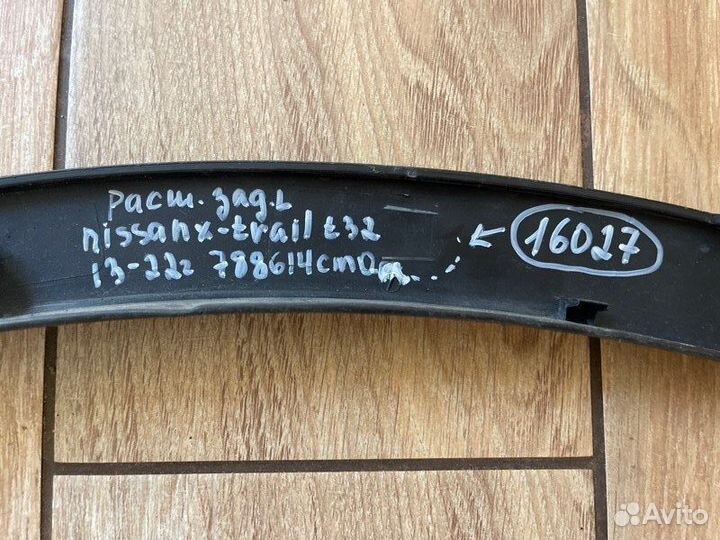 расш. зад. L
nissan x-trail t32
13-22г 788614cm0a
16027
Avito